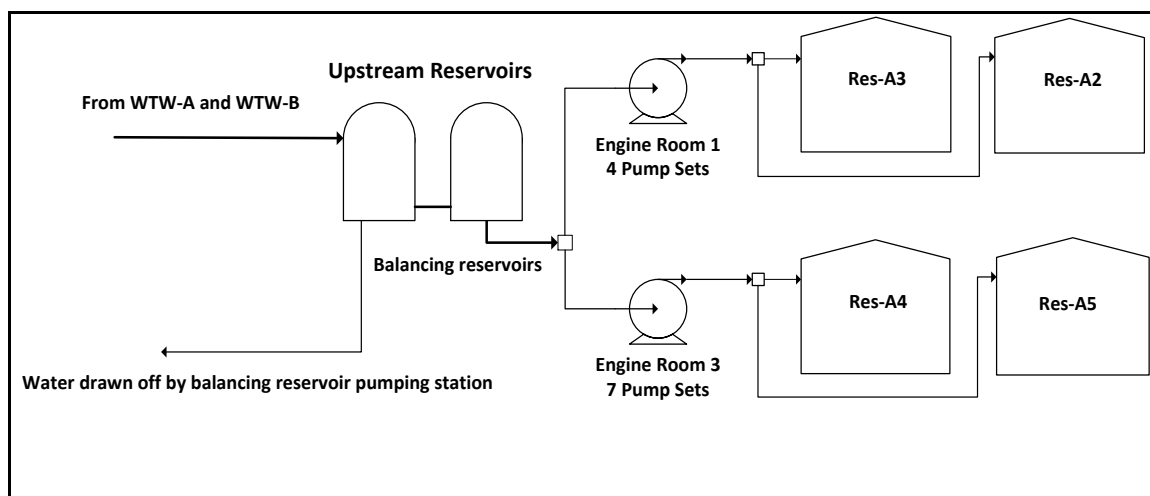 Upstream Reservoirs
From WTW-A and WTW-B
Balancing reservoirs
Water drawn off by balancing reservoir pumping station
Engine Room 1
4 Pump Sets
Res-A3
Res-A2
Engine Room 3
7 Pump Sets
Res-A4
Res-A5